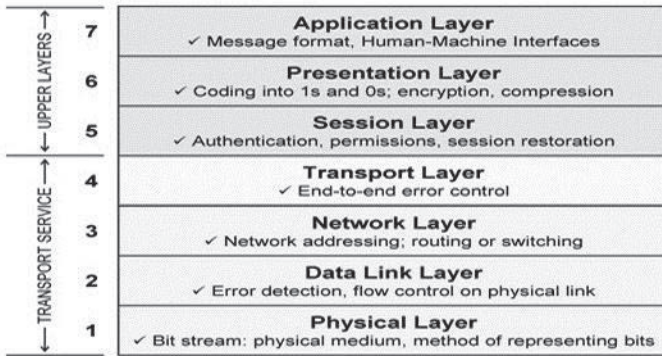 UPPER LAYERS
TRANSPORT SERVICE
7
Application Layer
✓ Message format, Human-Machine Interfaces
6
Presentation Layer
✓ Coding into 1s and 0s; encryption, compression
5
Session Layer
✓ Authentication, permissions, session restoration
4
Transport Layer
✓ End-to-end error control
3
Network Layer
✓ Network addressing; routing or switching
2
Data Link Layer
✓ Error detection, flow control on physical link
1
Physical Layer
✓ Bit stream: physical medium, method of representing bits